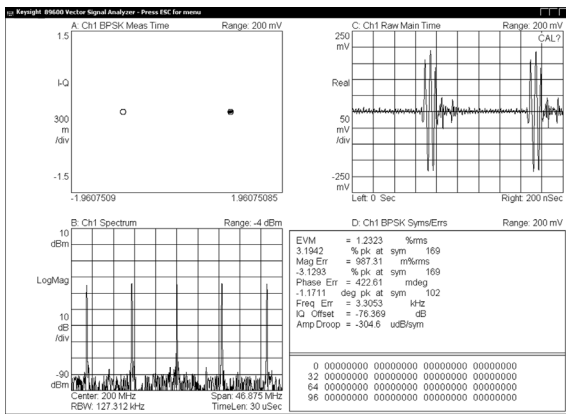 Keysight 89600 Vector Signal Analyzer - Press ESC for menu
A: Ch1 BPSK Meas Time Range: 200 mV
1.5
I-Q
300
m
/div
-1.5
-1.9607509 1.96075085
C: Ch1 Raw Main Time Range: 200 mV
250
mV
CAL?
Real
50
mV
/div
-250
mV
Left: 0 Sec Right: 200 nSec
B: Ch1 Spectrum Range: -4 dBm
10
dBm
LogMag
10
dB
/div
-90
dBm
Center: 200 MHz Span: 46.875 MHz
RBW: 127.312 kHz TimeLen: 30 uSec
D: Ch1 BPSK Syms/Errs Range: 200 mV
EVM = 1.2323 %rms
3.1942 % pk at sym 169
Mag Err = 987.31 m%rms
-3.1293 % pk at sym 169
Phase Err = 422.61 mdeg
-1.1711 deg pk at sym 102
Freq Err = 3.3053 kHz
IQ Offset = -76.369 dB
Amp Droop = -304.6 udB/sym
0 00000000 00000000 00000000 00000000
32 00000000 00000000 00000000 00000000
64 00000000 00000000 00000000 00000000
96 00000000 00000000 00000000 00000000